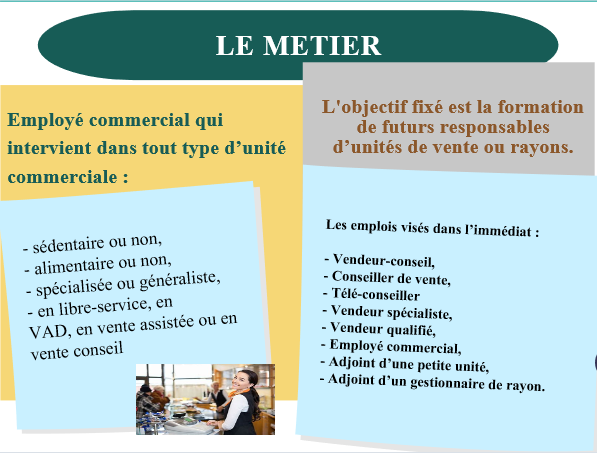 LE METIER
Employé commercial qui
intervient dans tout type d’unité
commerciale :
- sédentaire ou non,
- alimentaire ou non,
- spécialisée ou généraliste,
- en libre-service, en
VAD, en vente assistée ou en
vente conseil
L'objectif fixé est la formation
de futurs responsables
d’unités de vente ou rayons.
Les emplois visés dans l’immédiat :
- Vendeur-conseil,
- Conseiller de vente,
- Télé-conseiller
- Vendeur spécialiste,
- Vendeur qualifié,
- Employé commercial,
- Adjoint d’une petite unité,
- Adjoint d’un gestionnaire de rayon.